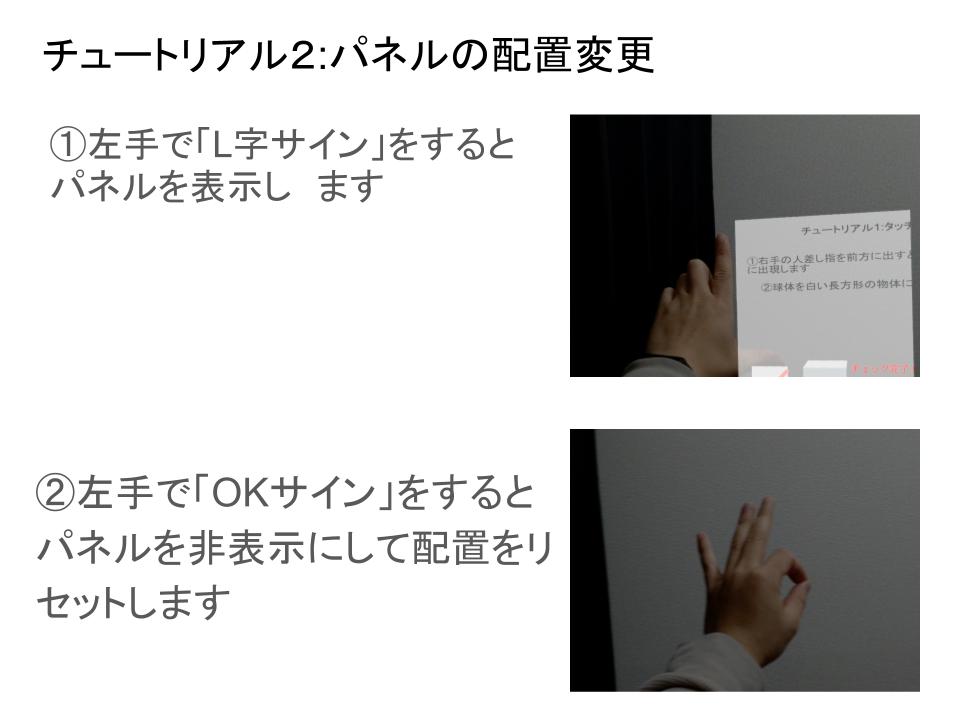 チュートリアル2:パネルの配置変更
①左手で｢L字サイン｣をすると
パネルを表示し　ます
チュートリアル1:タッチ
①右手の人差し指を前方に出すと
に出現します
②球体を白い長方形の物体に
チェック完了
②左手で｢OKサイン｣をすると
パネルを非表示にして配置をリ
セットします